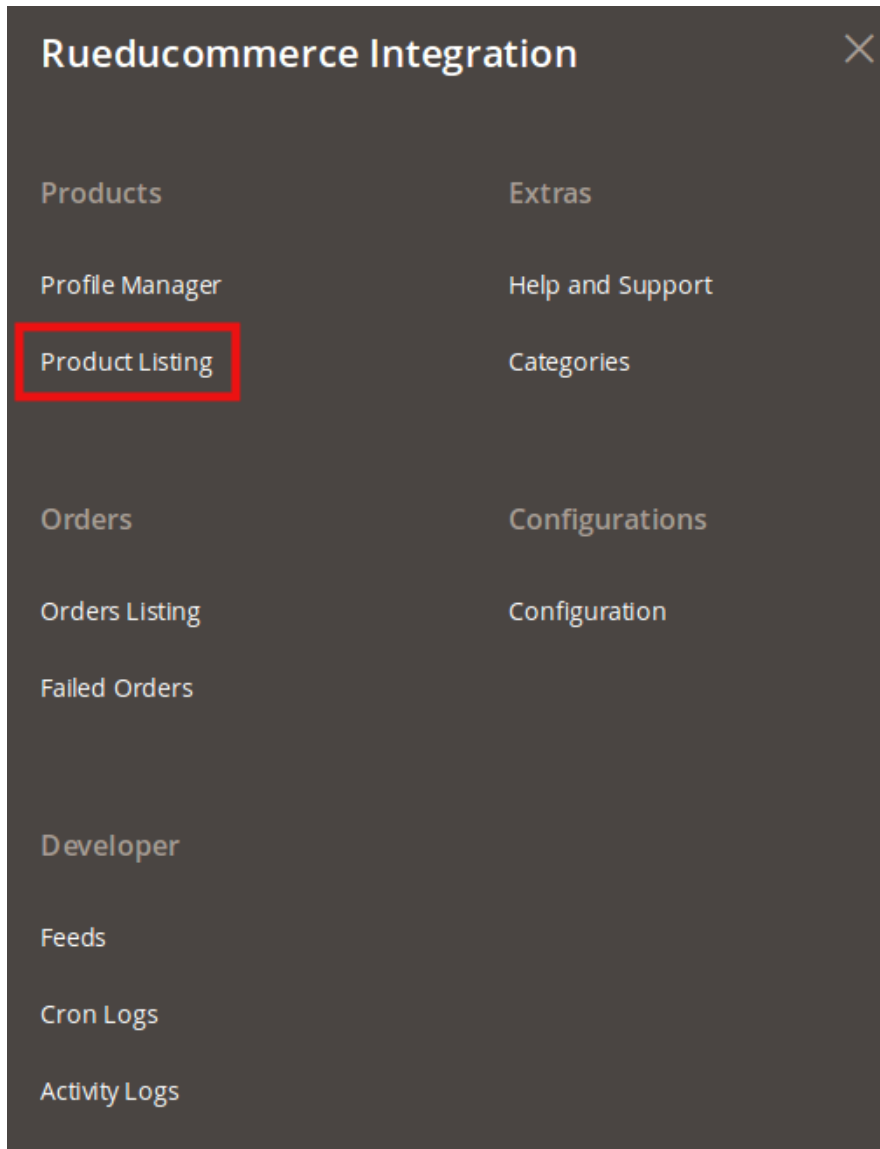 Rueducommerce Integration
Products
Profile Manager
Product Listing
Extras
Help and Support
Categories
Orders
Orders Listing
Failed Orders
Configurations
Configuration
Developer
Feeds
Cron Logs
Activity Logs